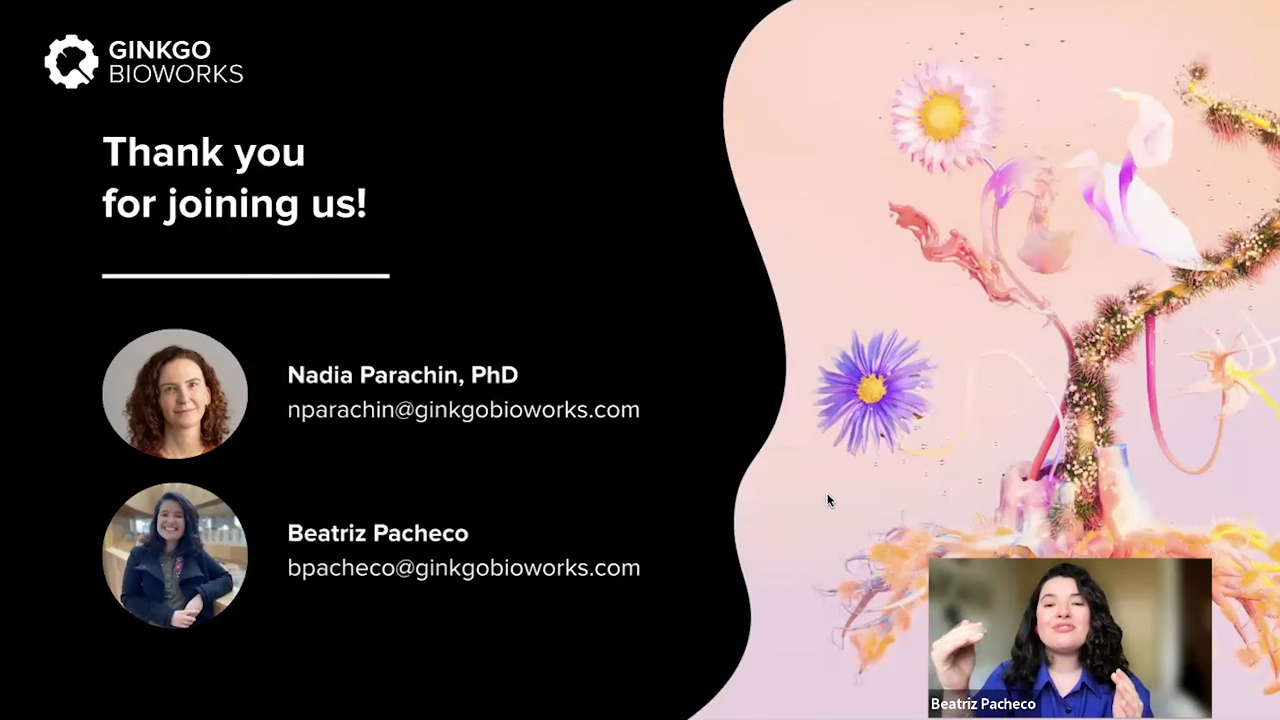 GINKGO
BIOWORKS
Thank you
for joining us!
Nadia Parachin, PhD
nparachin@ginkgobioworks.com
Beatriz Pacheco
bpacheco@ginkgobioworks.com
Beatriz Pacheco